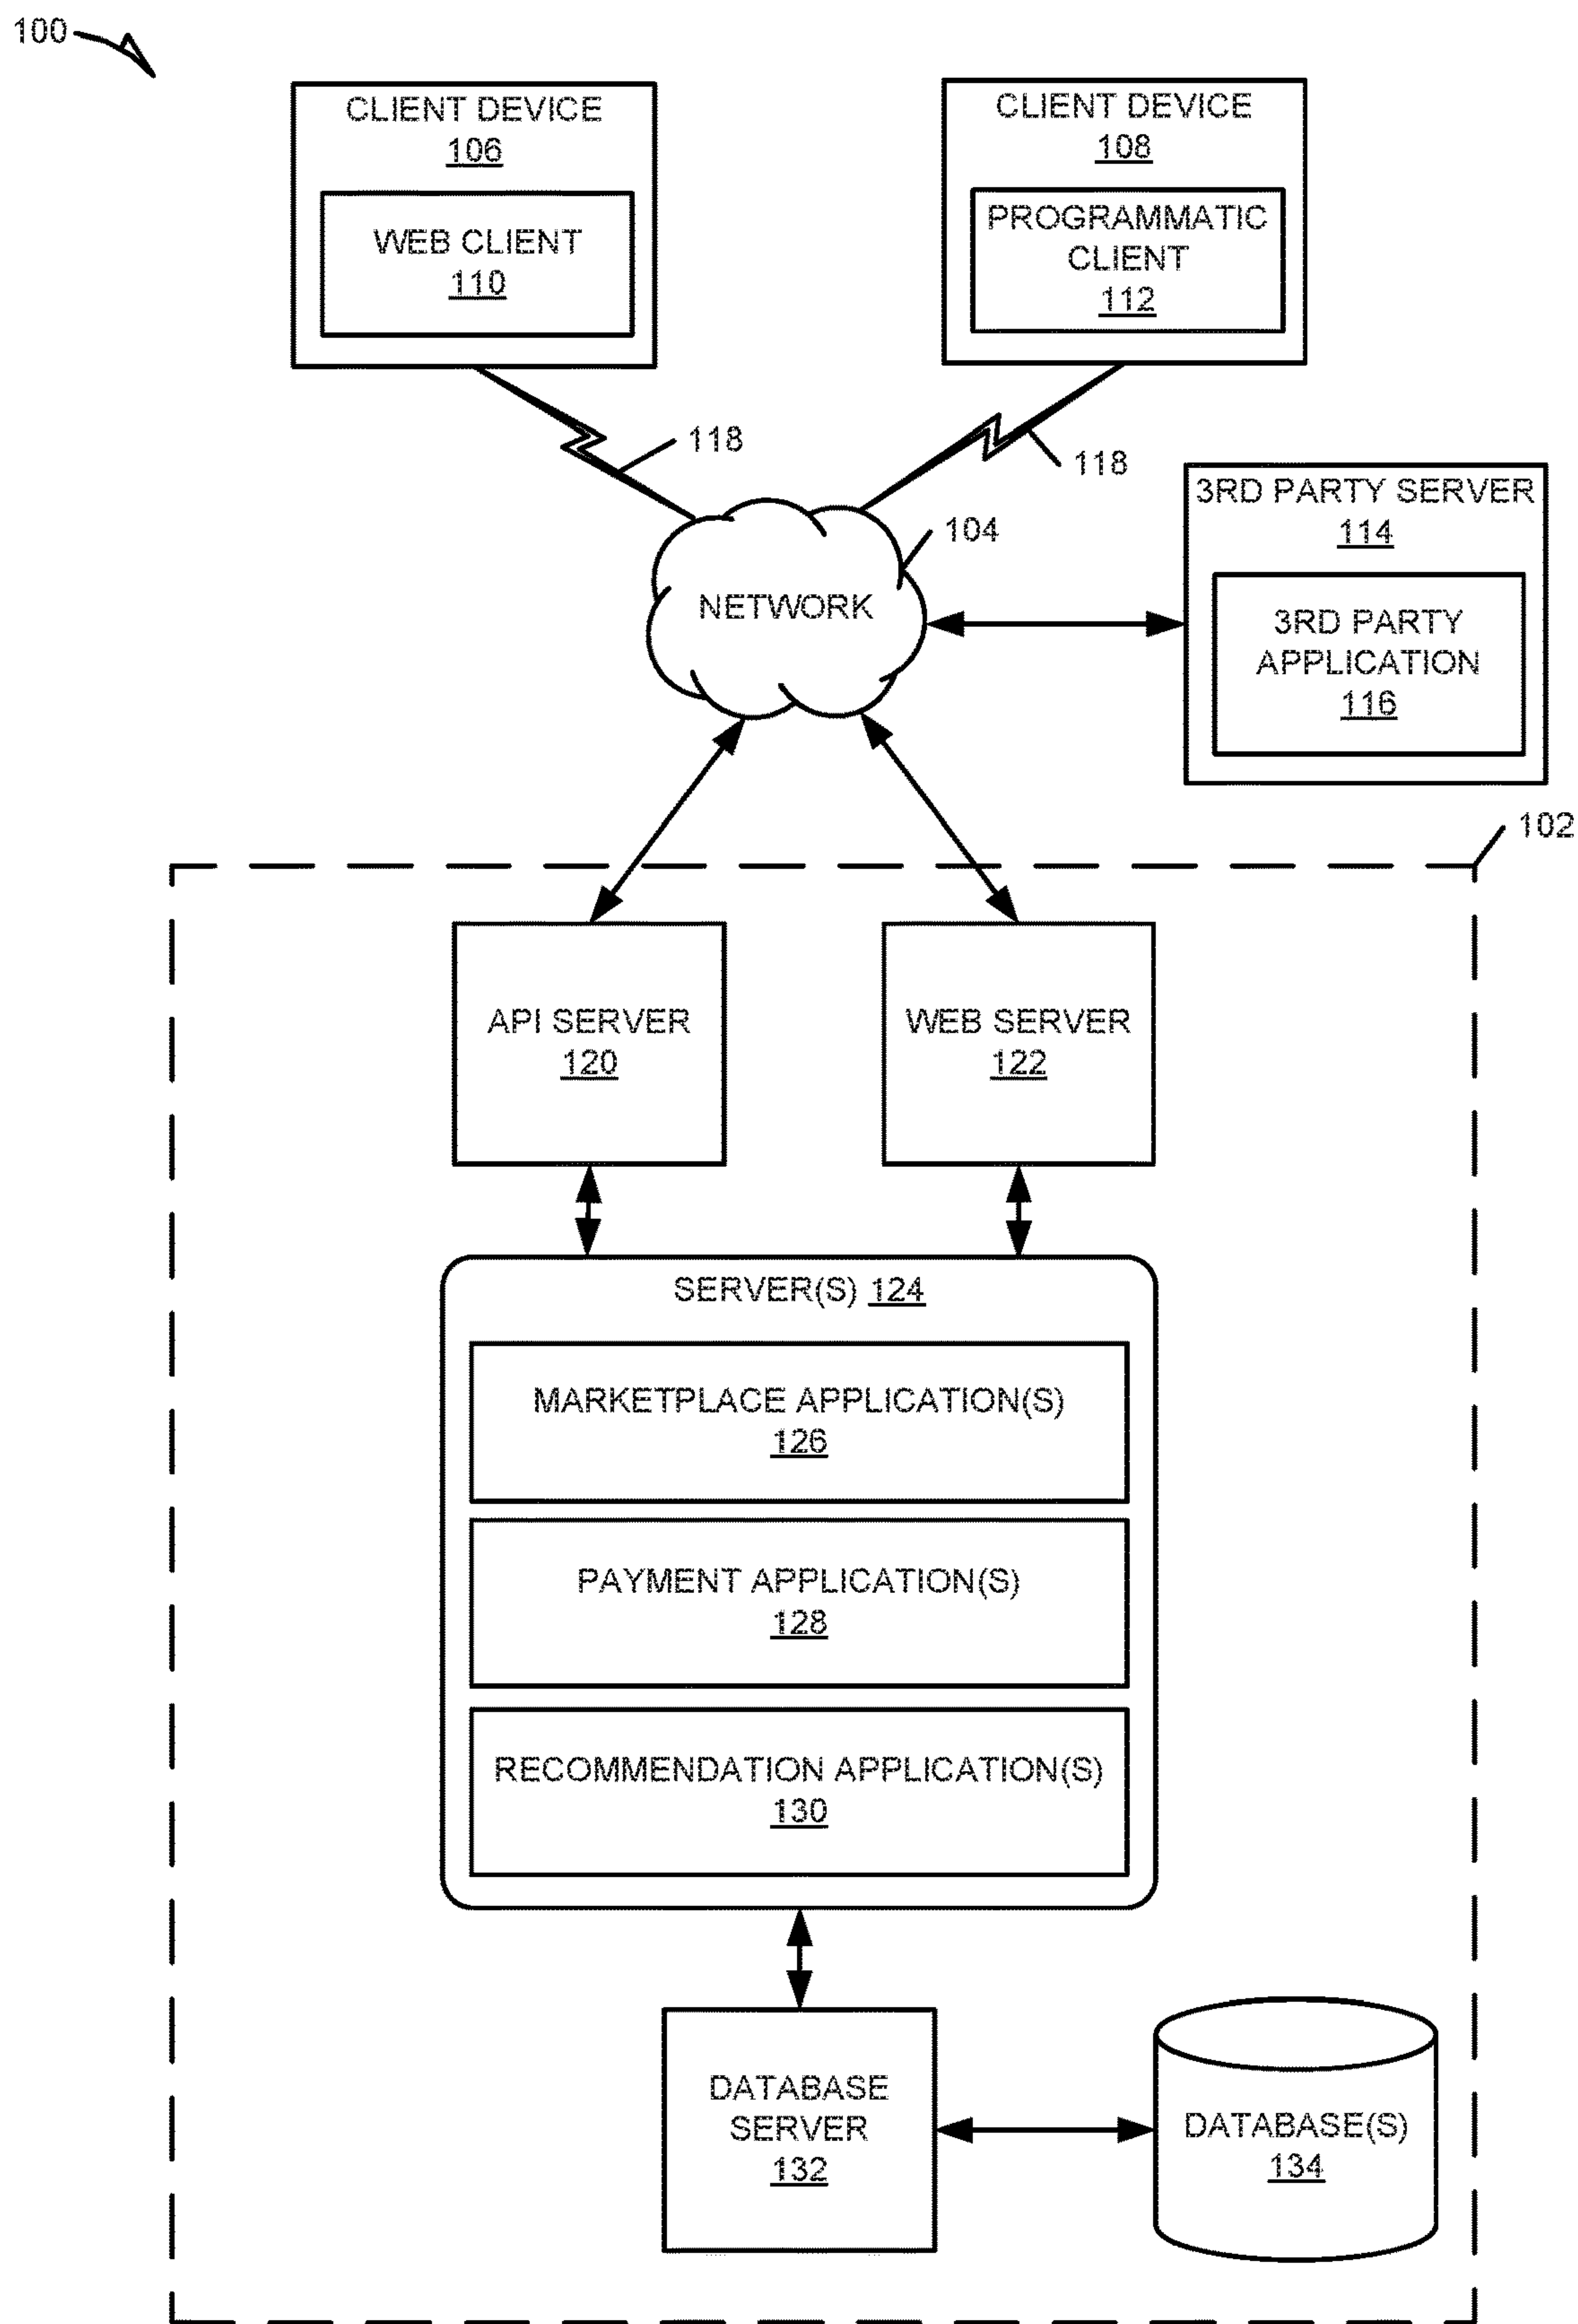 100
CLIENT DEVICE
106
WEB CLIENT
110
CLIENT DEVICE
108
PROGRAMMATIC
CLIENT
112
118
118
104
NETWORK
3RD PARTY SERVER
114
3RD PARTY
APPLICATION
116
102
API SERVER
120
WEB SERVER
122
SERVER(S) 124
MARKETPLACE APPLICATION(S)
126
PAYMENT APPLICATION(S)
128
RECOMMENDATION APPLICATION(S)
130
DATABASE
SERVER
132
DATABASE(S)
134